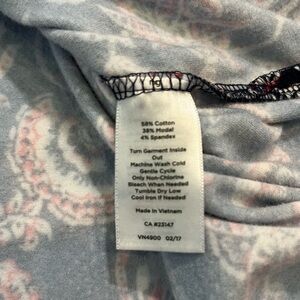 58% Cotton
38% Modal
4% Spandex
Turn Garment Inside
Out
Machine Wash Cold
Gentle Cycle
Only Non-Chlorine
Bleach When Needed
Tumble Dry Low
Cool Iron If Needed
Made in Vietnam
CA #23147
VN4900 02/17